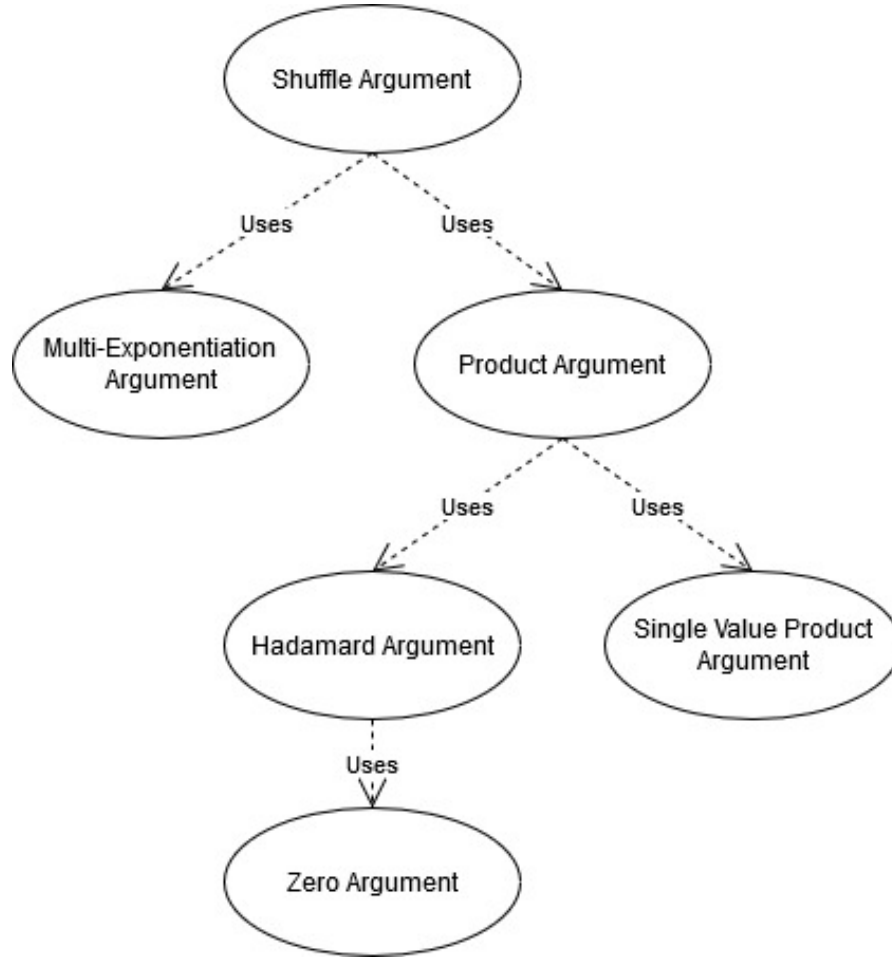 Shuffle Argument
Uses
Uses
Multi-Exponentiation
Argument
Product Argument
Uses
Uses
Hadamard Argument
Single Value Product
Argument
Uses
Zero Argument